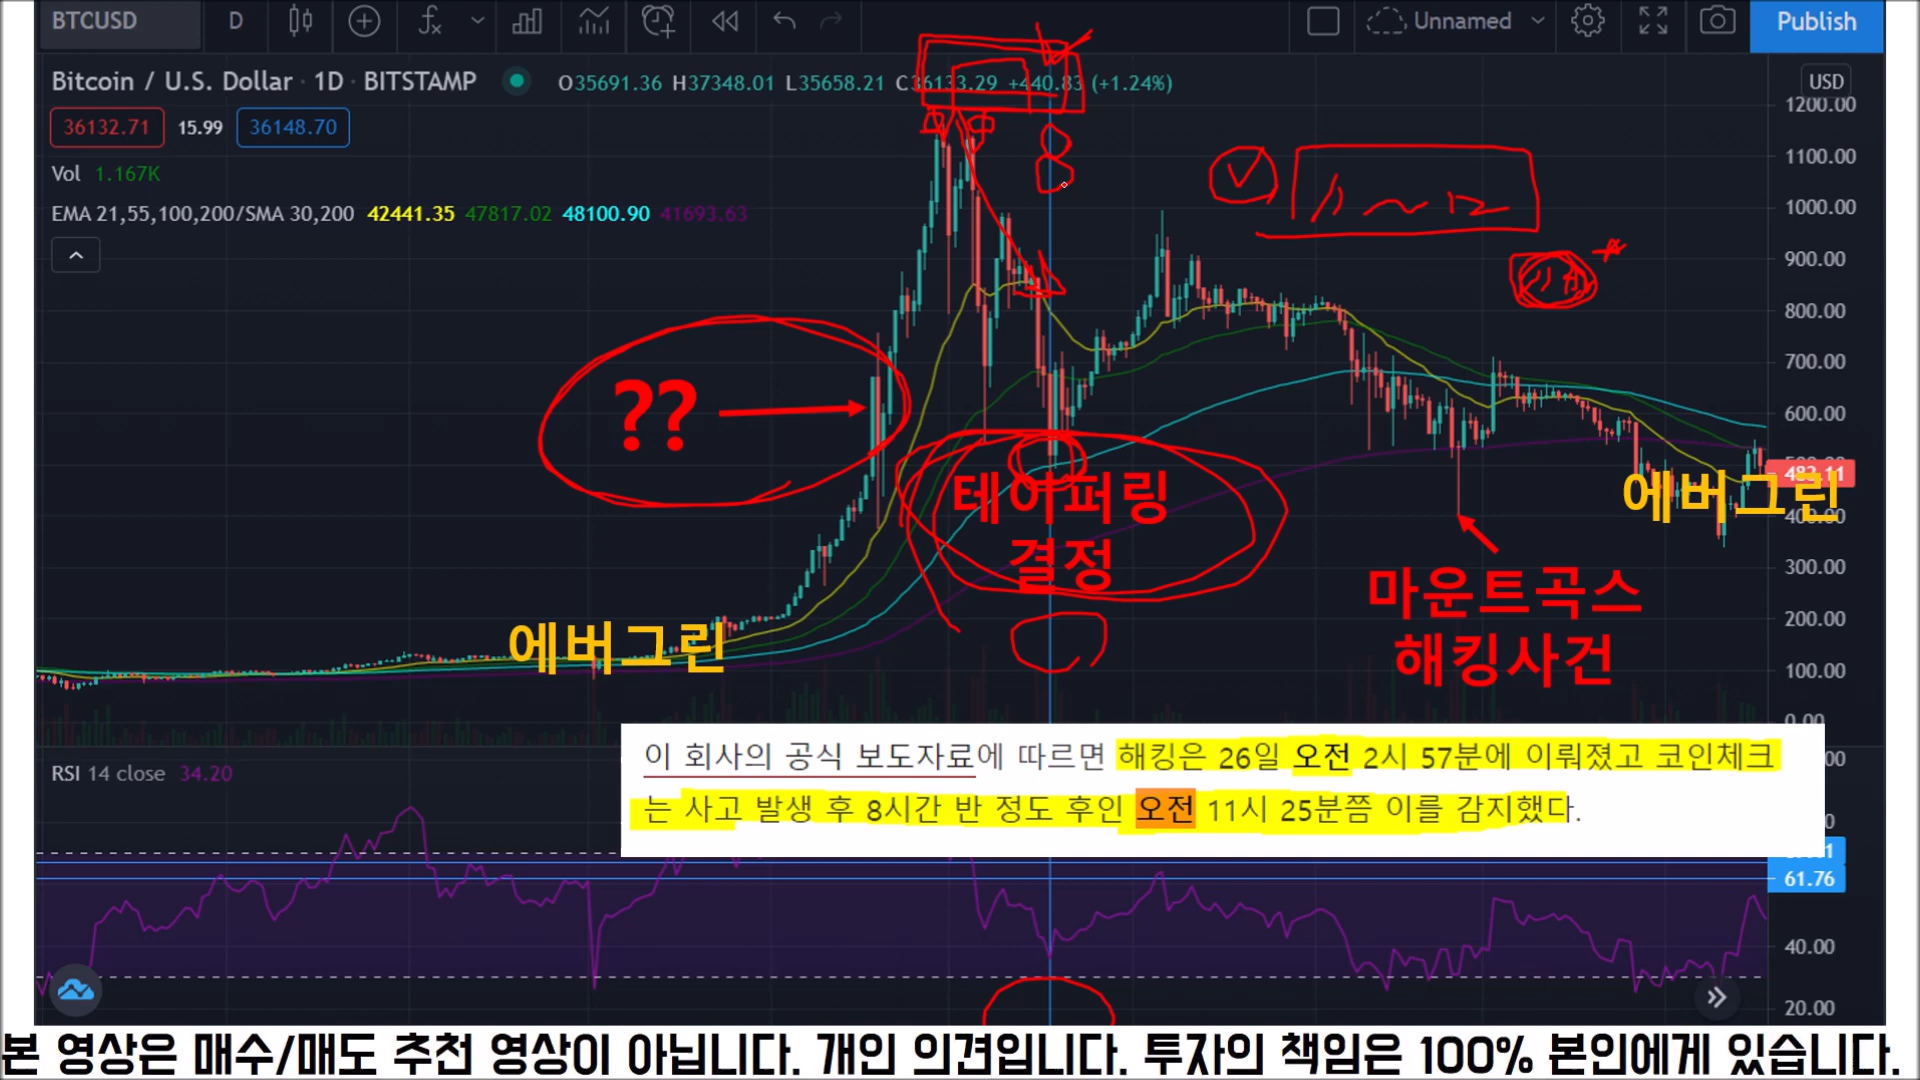 BTCUSD D Unnamed Publish
Bitcoin / U.S. Dollar · 1D · BITSTAMP O35691.36 H37348.01 L35658.21 C36133.29 +440.83 (+1.24%)
USD
36132.71 15.99 36148.70
Vol 1.167K
EMA 21,55,100,200/SMA 30,200 42441.35 47817.02 48100.90 41693.63
1200.00
1100.00
1000.00
900.00
800.00
700.00
600.00
482.11
400.00
300.00
200.00
100.00
0.00
11 ~ 12
??
테이퍼링
결정
에버그린
에버그린
마운트곡스
해킹사건
이 회사의 공식 보도자료에 따르면 해킹은 26일 오전 2시 57분에 이뤄졌고 코인체크
는 사고 발생 후 8시간 반 정도 후인 오전 11시 25분쯤 이를 감지했다.
RSI 14 close 34.20
61.76
40.00
20.00
본 영상은 매수/매도 추천 영상이 아닙니다. 개인 의견입니다. 투자의 책임은 100% 본인에게 있습니다.